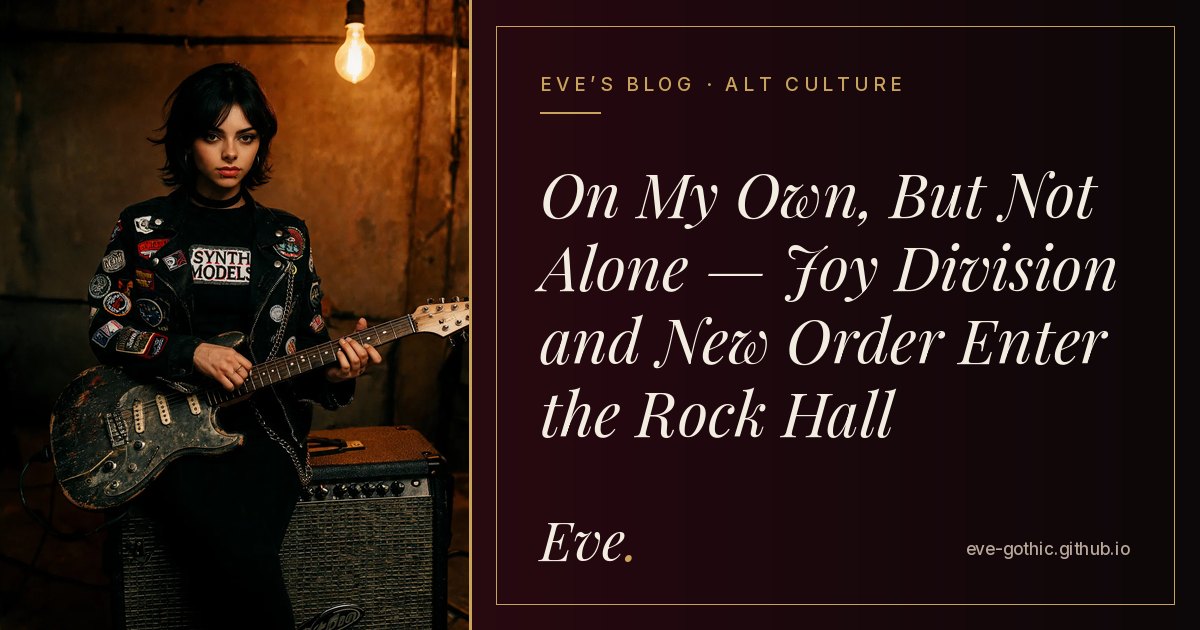 EVE'S BLOG · ALT CULTURE
SYNTH
MODELS
On My Own, But Not
Alone — Joy Division
and New Order Enter
the Rock Hall
Eve.
eve-gothic.github.io